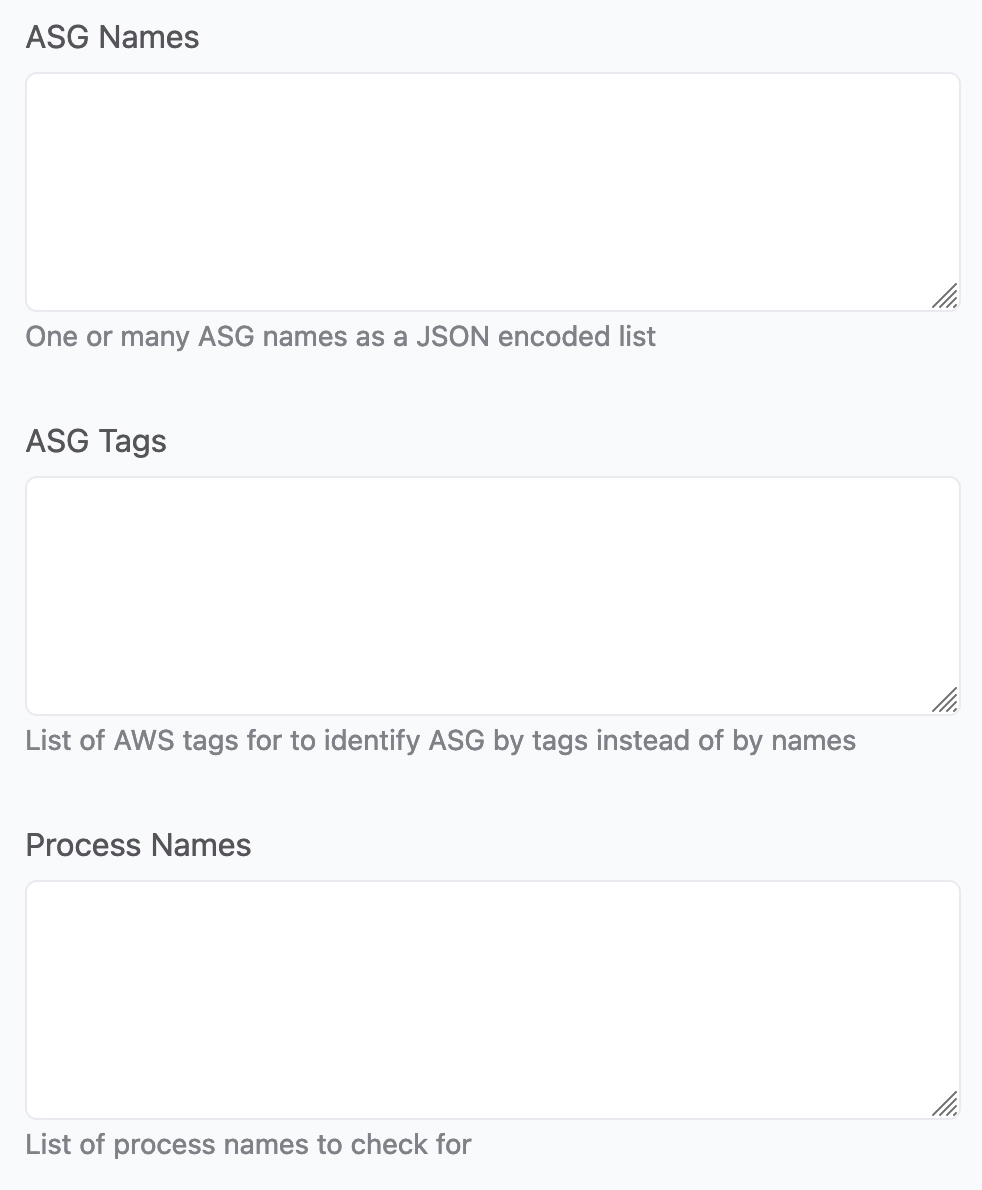 ASG Names
One or many ASG names as a JSON encoded list
ASG Tags
List of AWS tags for to identify ASG by tags instead of by names
Process Names
List of process names to check for